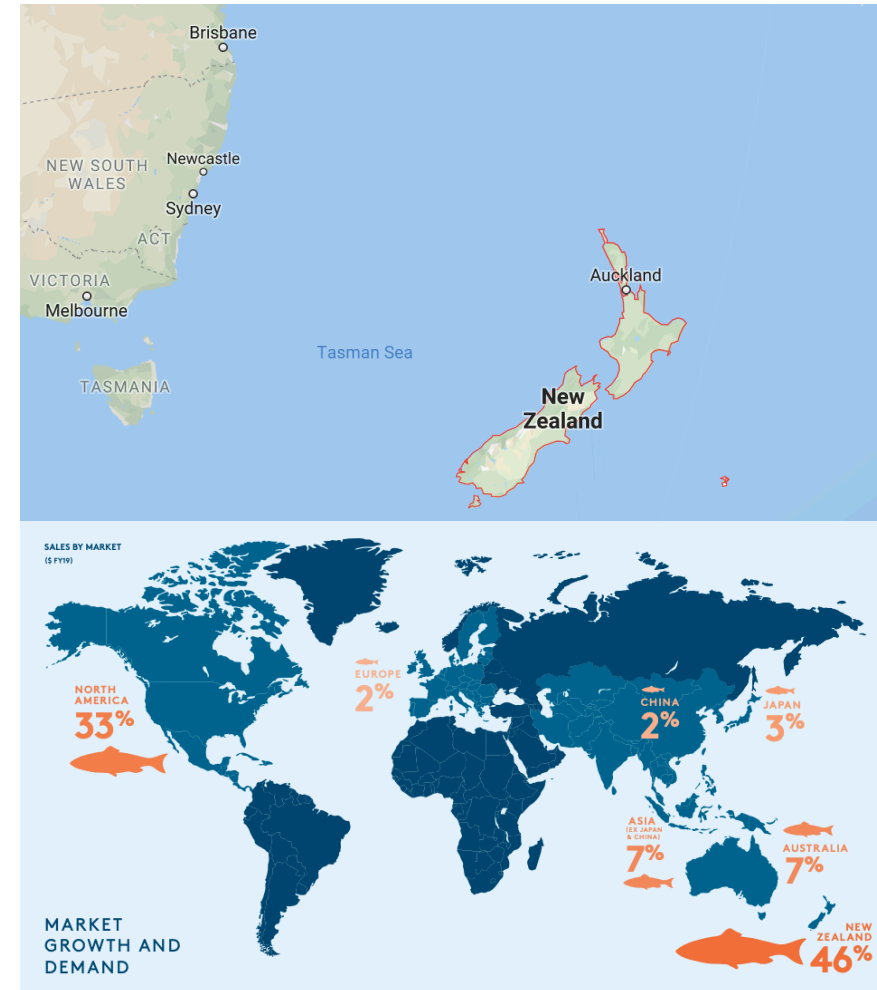 Brisbane
NEW SOUTH
WALES
Newcastle
Sydney
ACT
VICTORIA
Melbourne
TASMANIA
Tasman Sea
Auckland
New
Zealand
SALES BY MARKET
($ FY19)
NORTH
AMERICA
33%
EUROPE
2%
CHINA
2%
JAPAN
3%
ASIA
(EX JAPAN
& CHINA)
7%
AUSTRALIA
7%
NEW
ZEALAND
46%
MARKET
GROWTH AND
DEMAND